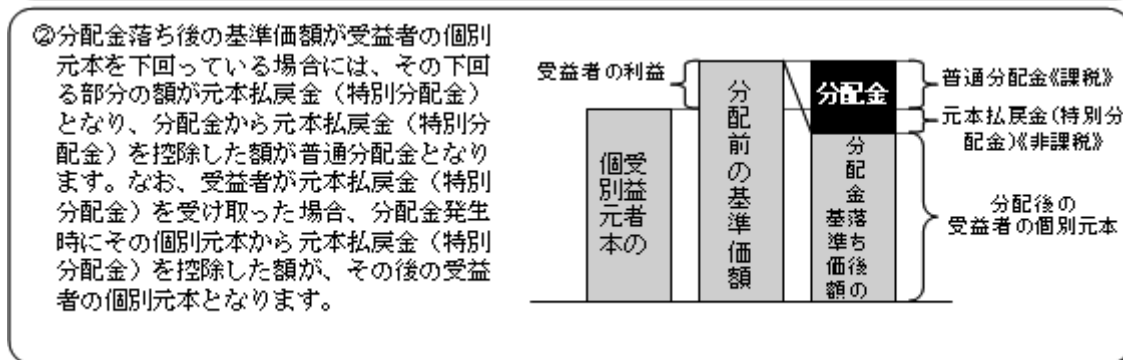 ②分配金落ち後の基準価額が受益者の個別
元本を下回っている場合には、その下回
る部分の額が元本払戻金（特別分配金）
となり、分配金から元本払戻金（特別分
配金）を控除した額が普通分配金となり
ます。なお、受益者が元本払戻金（特別
分配金）を受け取った場合、分配金発生
時にその個別元本から元本払戻金（特別
分配金）を控除した額が、その後の受益
者の個別元本となります。
受益者の利益
受益者の
個別元本
分配前の基準価額
分配金
分配金落ち後の
基準価額
普通分配金《課税》
元本払戻金(特別分
配金)《非課税》
分配後の
受益者の個別元本